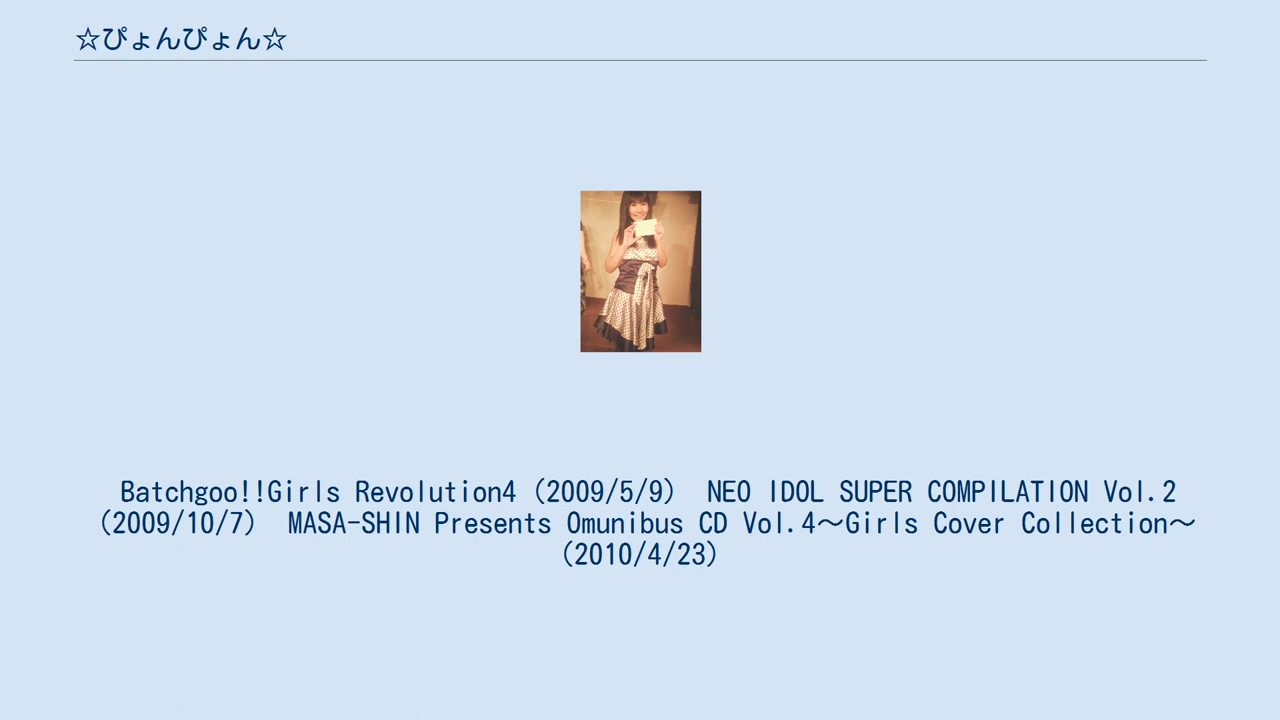 ☆ぴょんぴょん☆
Batchgoo!!Girls Revolution4（2009/5/9）　NEO IDOL SUPER COMPILATION Vol.2
（2009/10/7）　MASA-SHIN Presents Omunibus CD Vol.4～Girls Cover Collection～
（2010/4/23）